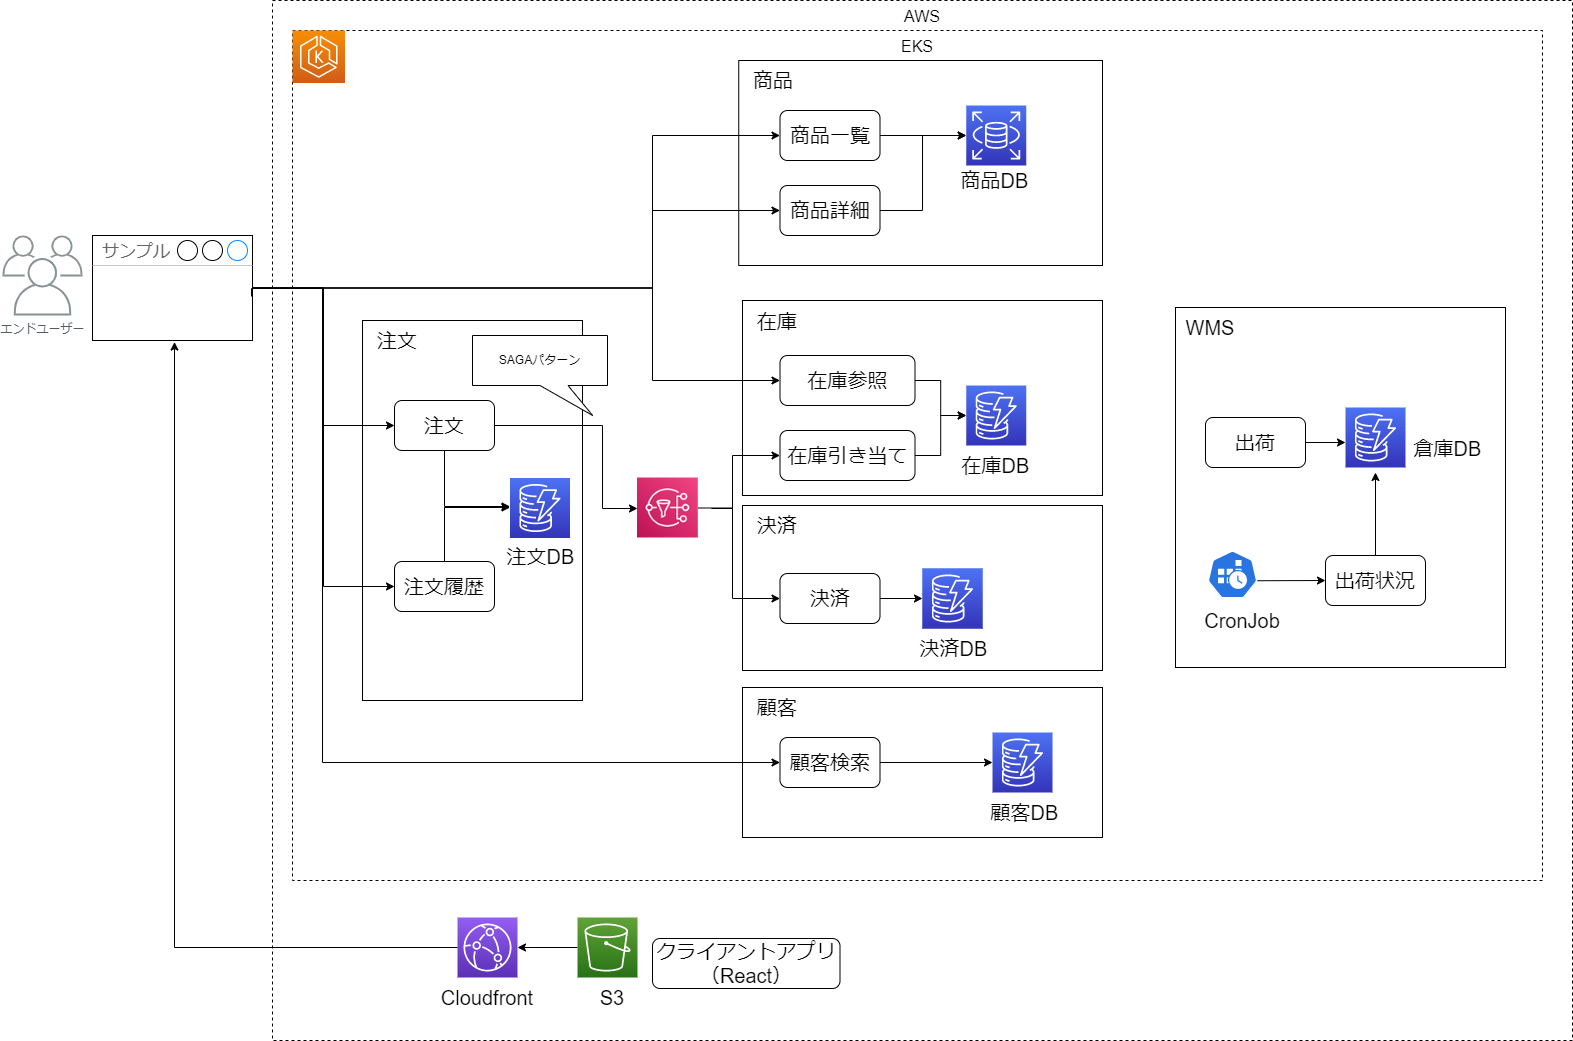 AWS
EKS
K
商品
商品一覧
商品DB
商品詳細
サンプル
エンドユーザー
在庫
WMS
注文
SAGAパターン
在庫参照
注文
出荷
倉庫DB
在庫引き当て
在庫DB
決済
注文DB
注文履歴
出荷状況
決済
CronJob
決済DB
顧客
顧客検索
顧客DB
クライアントアプリ
（React）
Cloudfront
S3